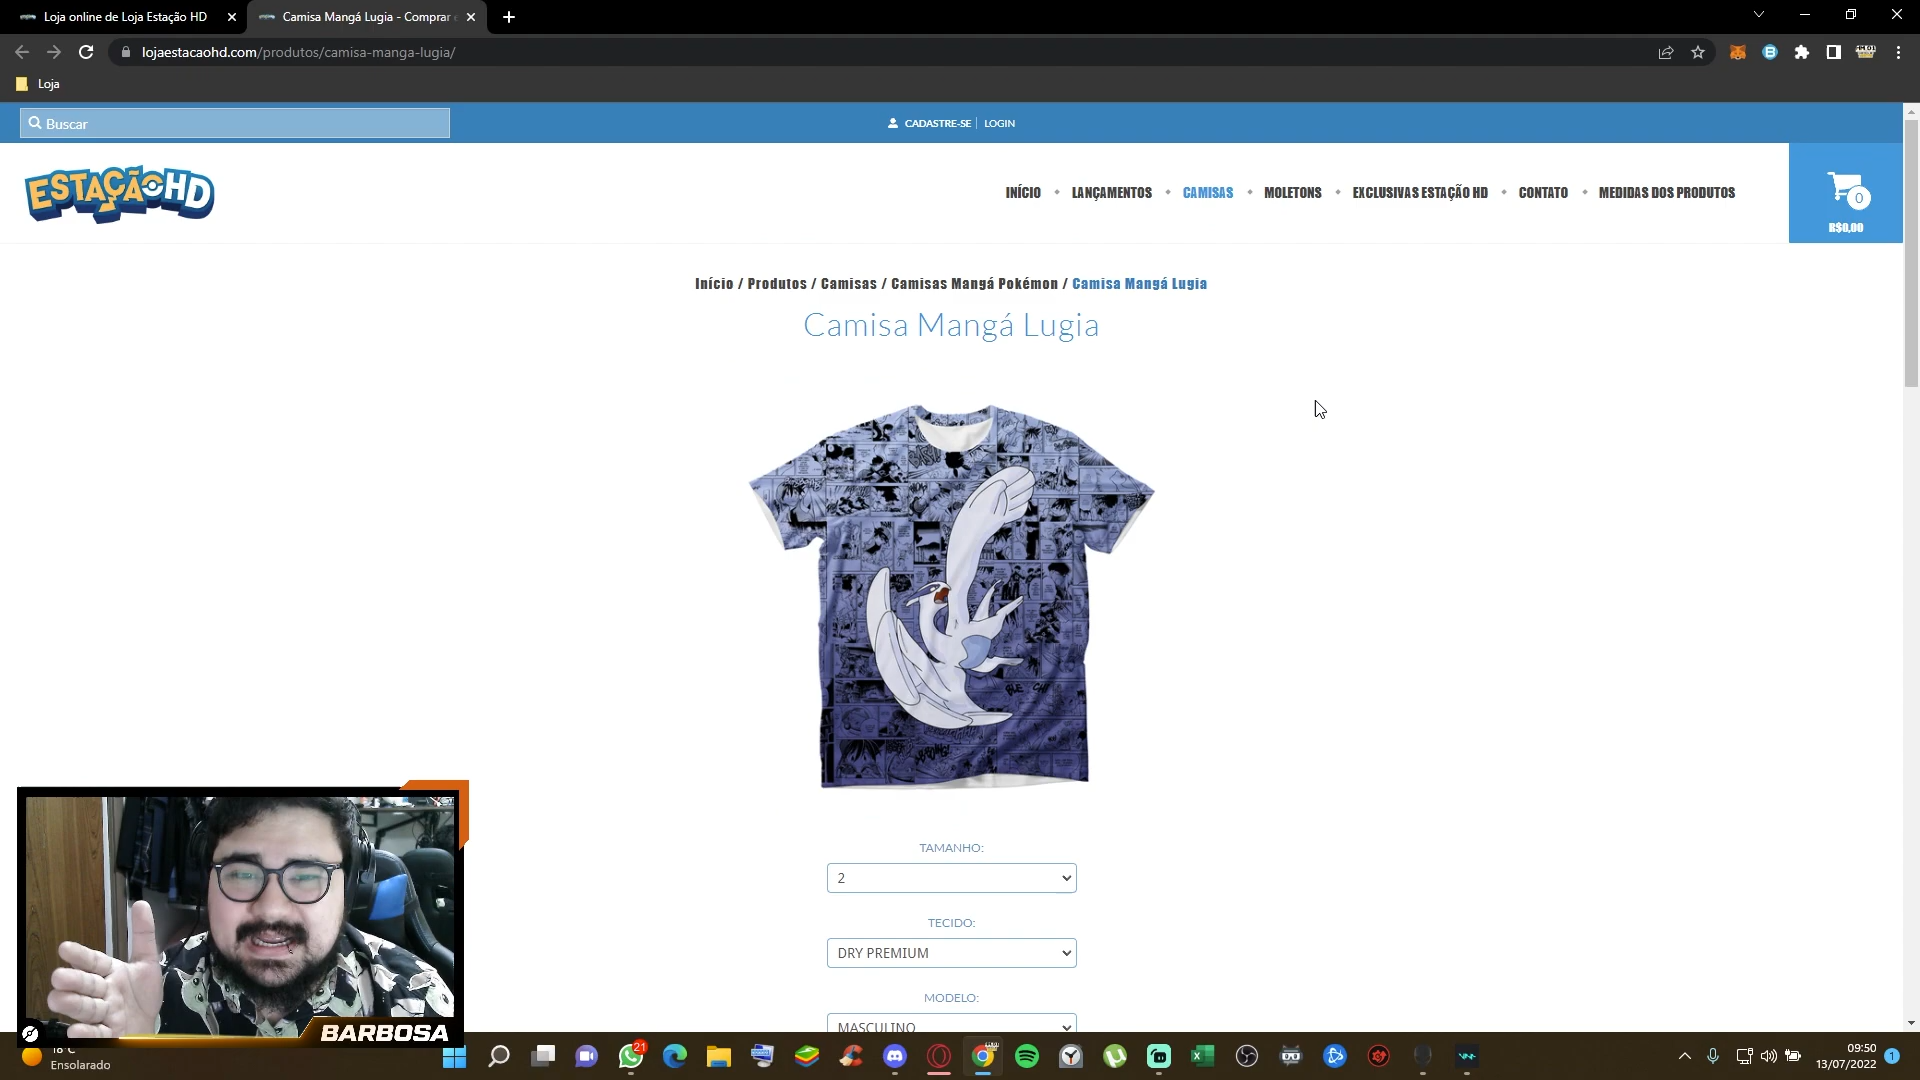 Loja online de Loja Estação HD
Camisa Mangá Lugia - Comprar
lojaestacaohd.com/produtos/camisa-manga-lugia/
Loja
Buscar
CADASTRE-SE
LOGIN
ESTAÇÃOHD
INÍCIO
LANÇAMENTOS
CAMISAS
MOLETONS
EXCLUSIVAS ESTAÇÃO HD
CONTATO
MEDIDAS DOS PRODUTOS
0
R$0,00
Início / Produtos / Camisas / Camisas Mangá Pokémon / Camisa Mangá Lugia
Camisa Mangá Lugia
TAMANHO:
2
TECIDO:
DRY PREMIUM
MODELO:
MASCULINO
BARBOSA
18°C
Ensolarado
21
09:50
13/07/2022
1